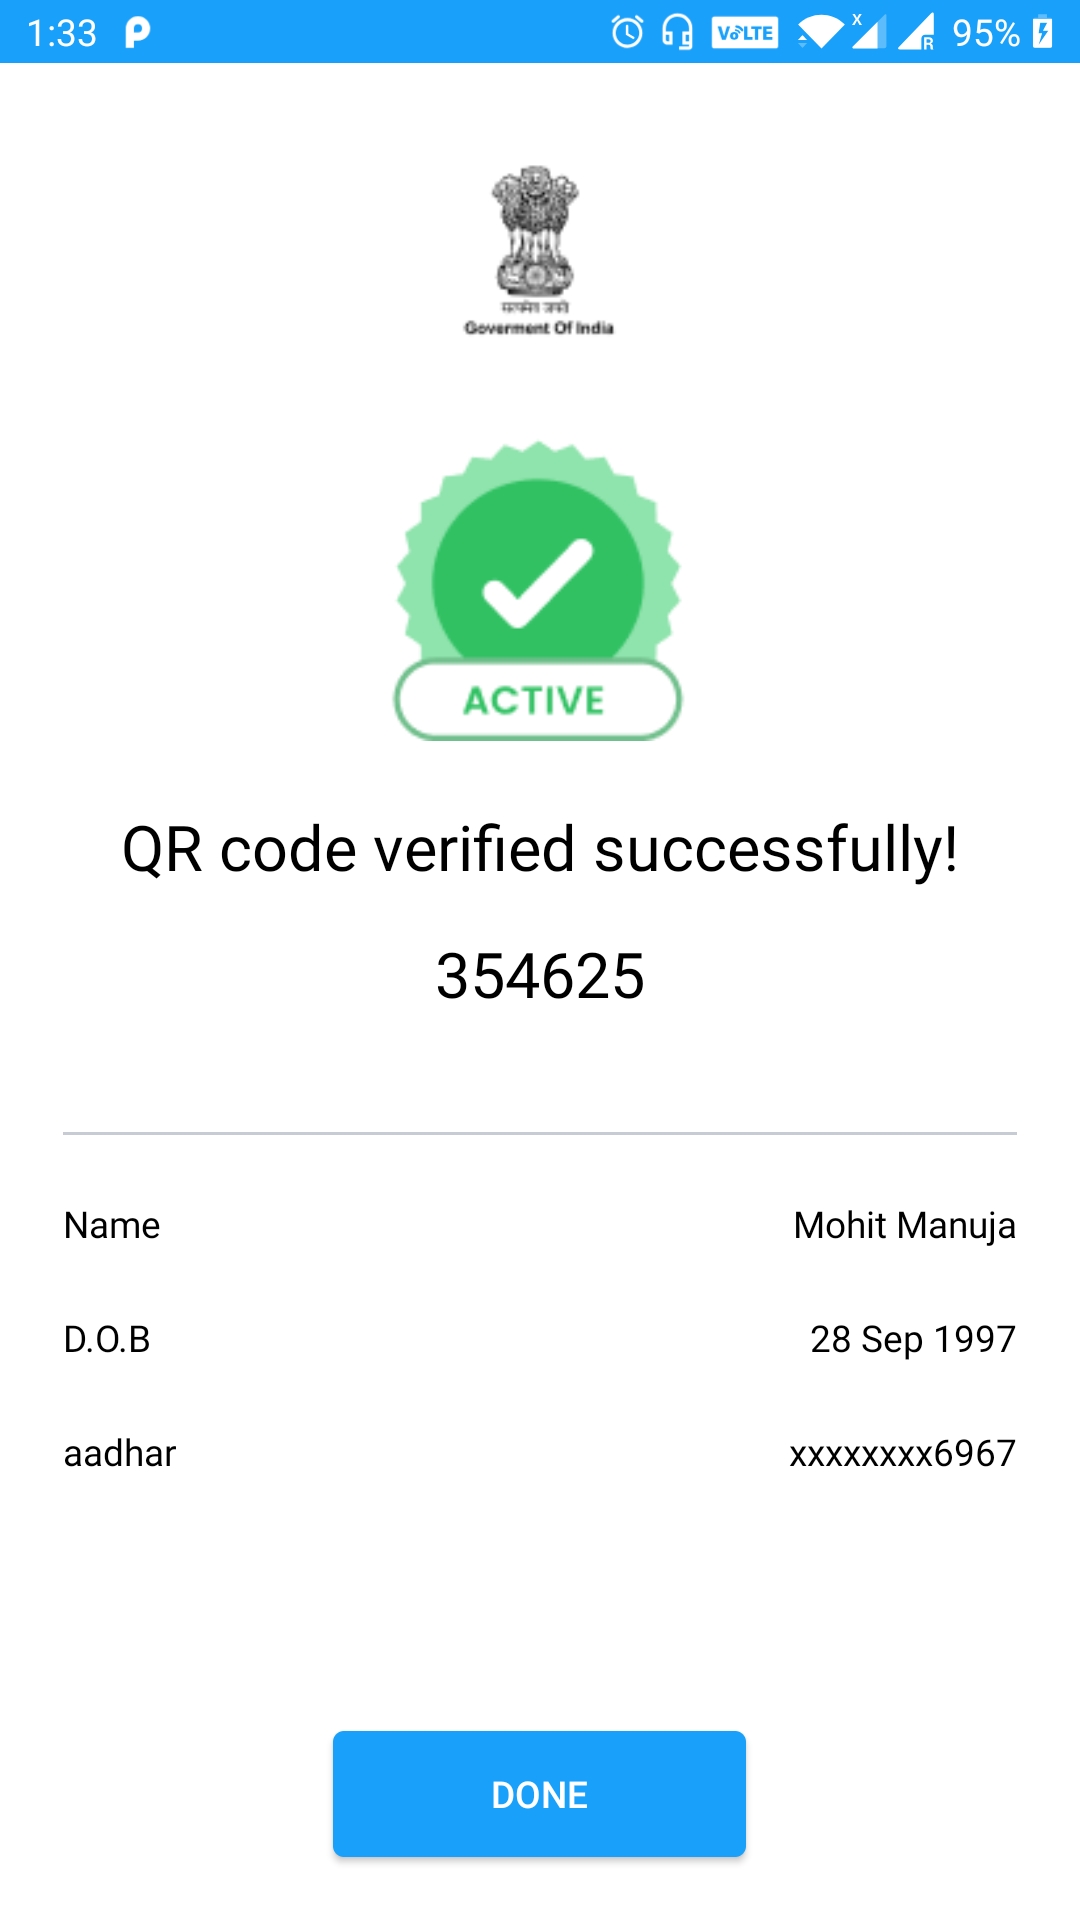 1:33
VoLTE x R 95%
सत्यमेव जयते
Goverment Of India
ACTIVE
QR code verified successfully!
354625
Name Mohit Manuja
D.O.B 28 Sep 1997
aadhar xxxxxxxx6967
DONE